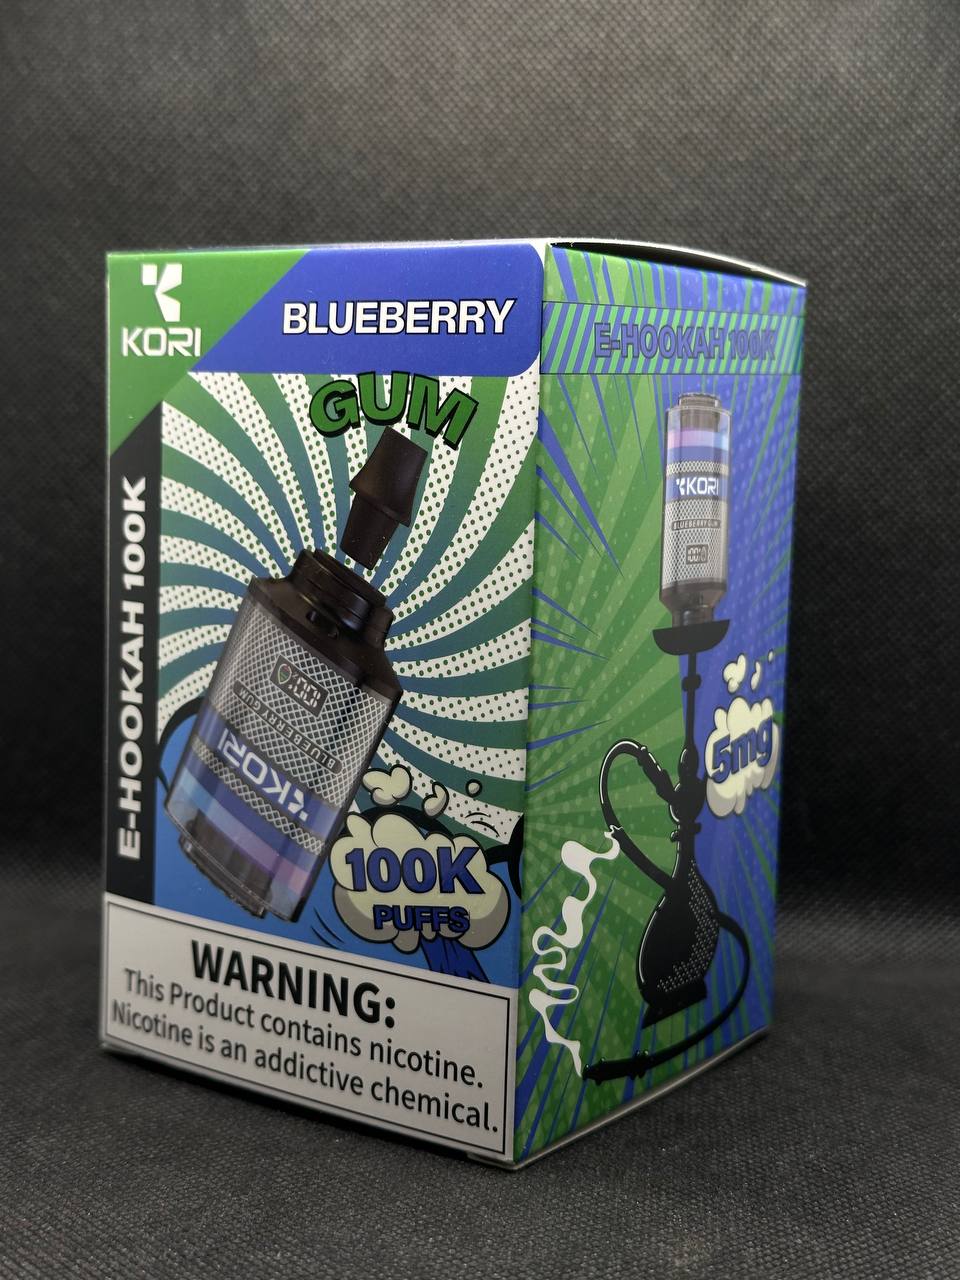 KORI
BLUEBERRY
GUM
E-HOOKAH 100K
BLUEBERRY GUM
KORI
100K
PUFFS
WARNING:
This Product contains nicotine.
Nicotine is an addictive chemical.
E-HOOKAH 100K
KORI
BLUEBERRY GUM
5mg